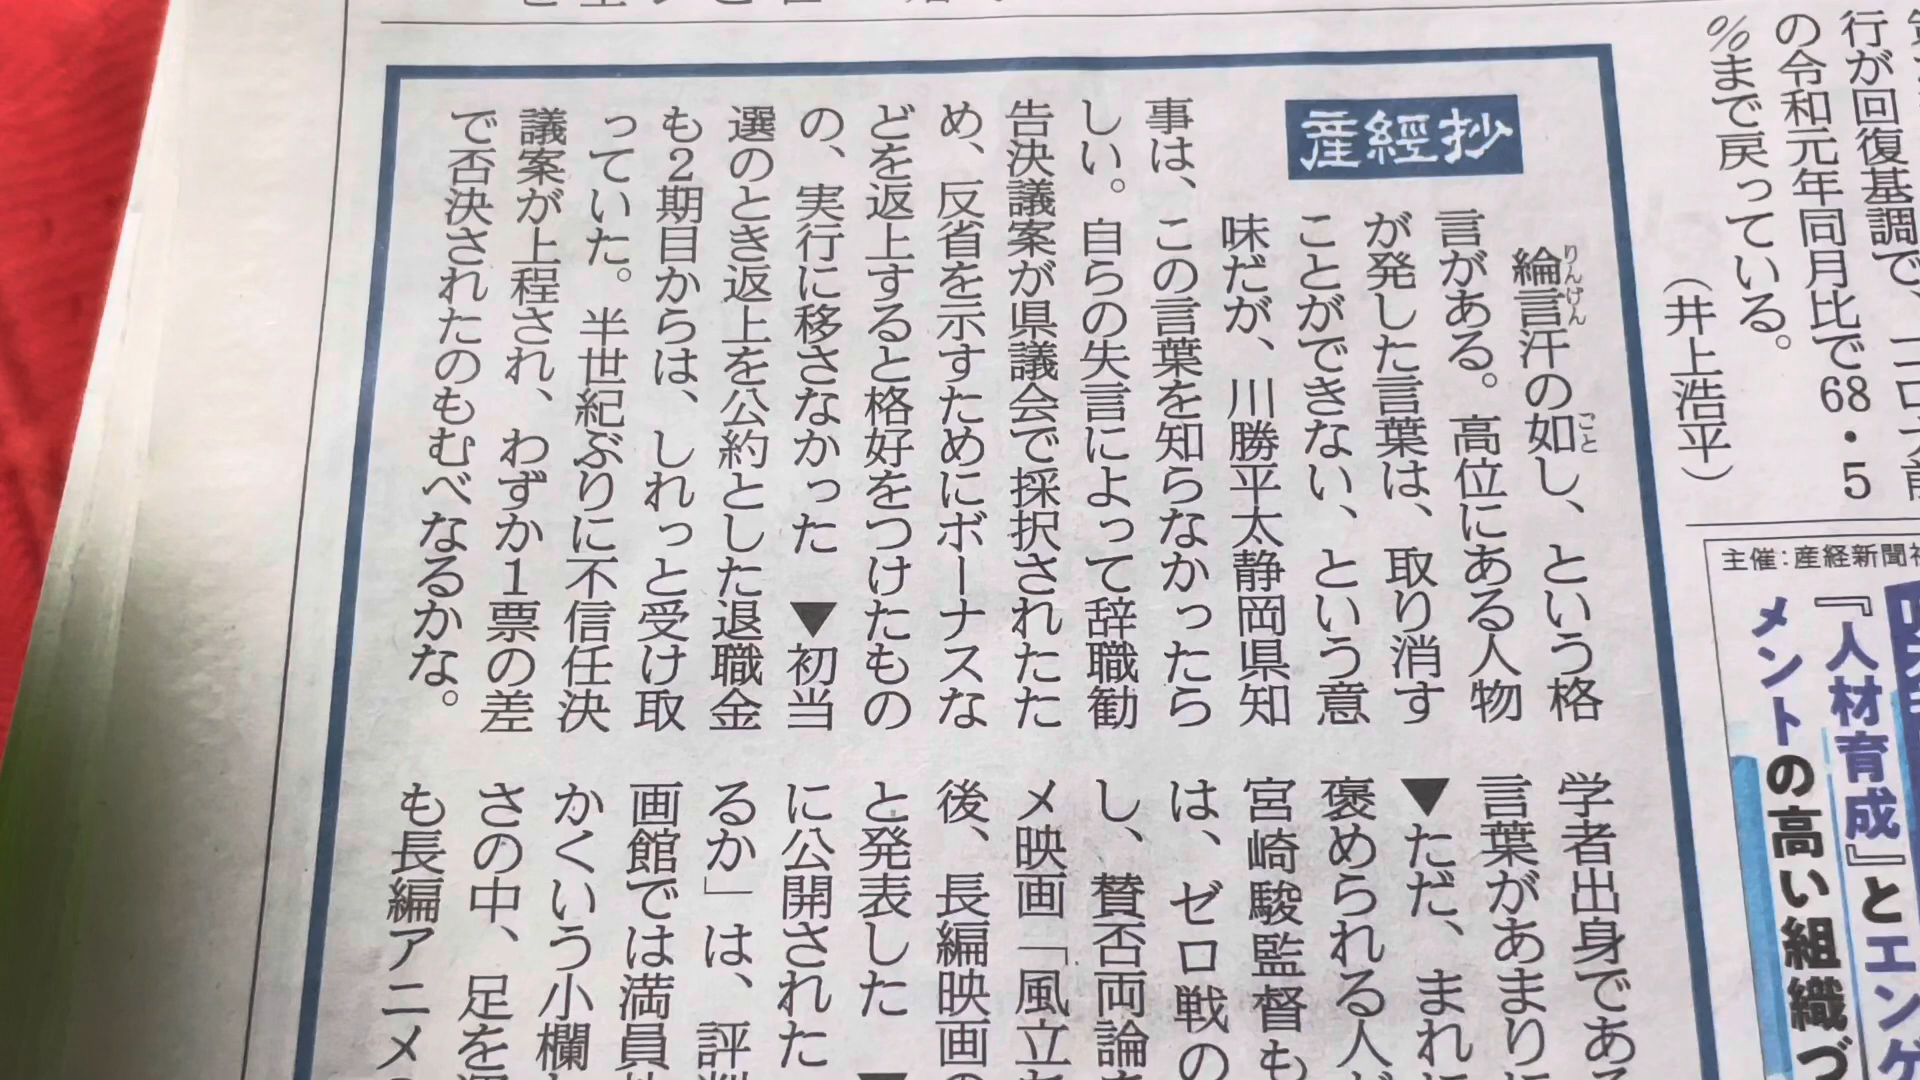 産經抄
綸言汗の如し、という格
言がある。高位にある人物
が発した言葉は、取り消す
ことができない、という意
味だが、川勝平太静岡県知
事は、この言葉を知らなかったら
しい。自らの失言によって辞職勧
告決議案が県議会で採択されたた
め、反省を示すためにボーナスな
どを返上すると格好をつけたもの
の、実行に移さなかった▼初当
選のとき返上を公約とした退職金
も2期目からは、しれっと受け取
っていた。半世紀ぶりに不信任決
議案が上程され、わずか1票の差
で否決されたのもむべなるかな。
学者出身であ
言葉があまりに
▼ただ、まれに
褒められる人
宮崎駿監督も
は、ゼロ戦の
し、賛否両論
メ映画「風立
後、長編映画の
と発表した
に公開された
るか」は、評
画館では満員
かくいう小欄
さの中、足を
も長編アニメ
行が回復基調で、
の令和元年同月比で68・5
%まで戻っている。
(井上浩平)
主催:産経新聞社
『人材育成』とエンゲ
メントの高い組織づ
りんげん
ごと